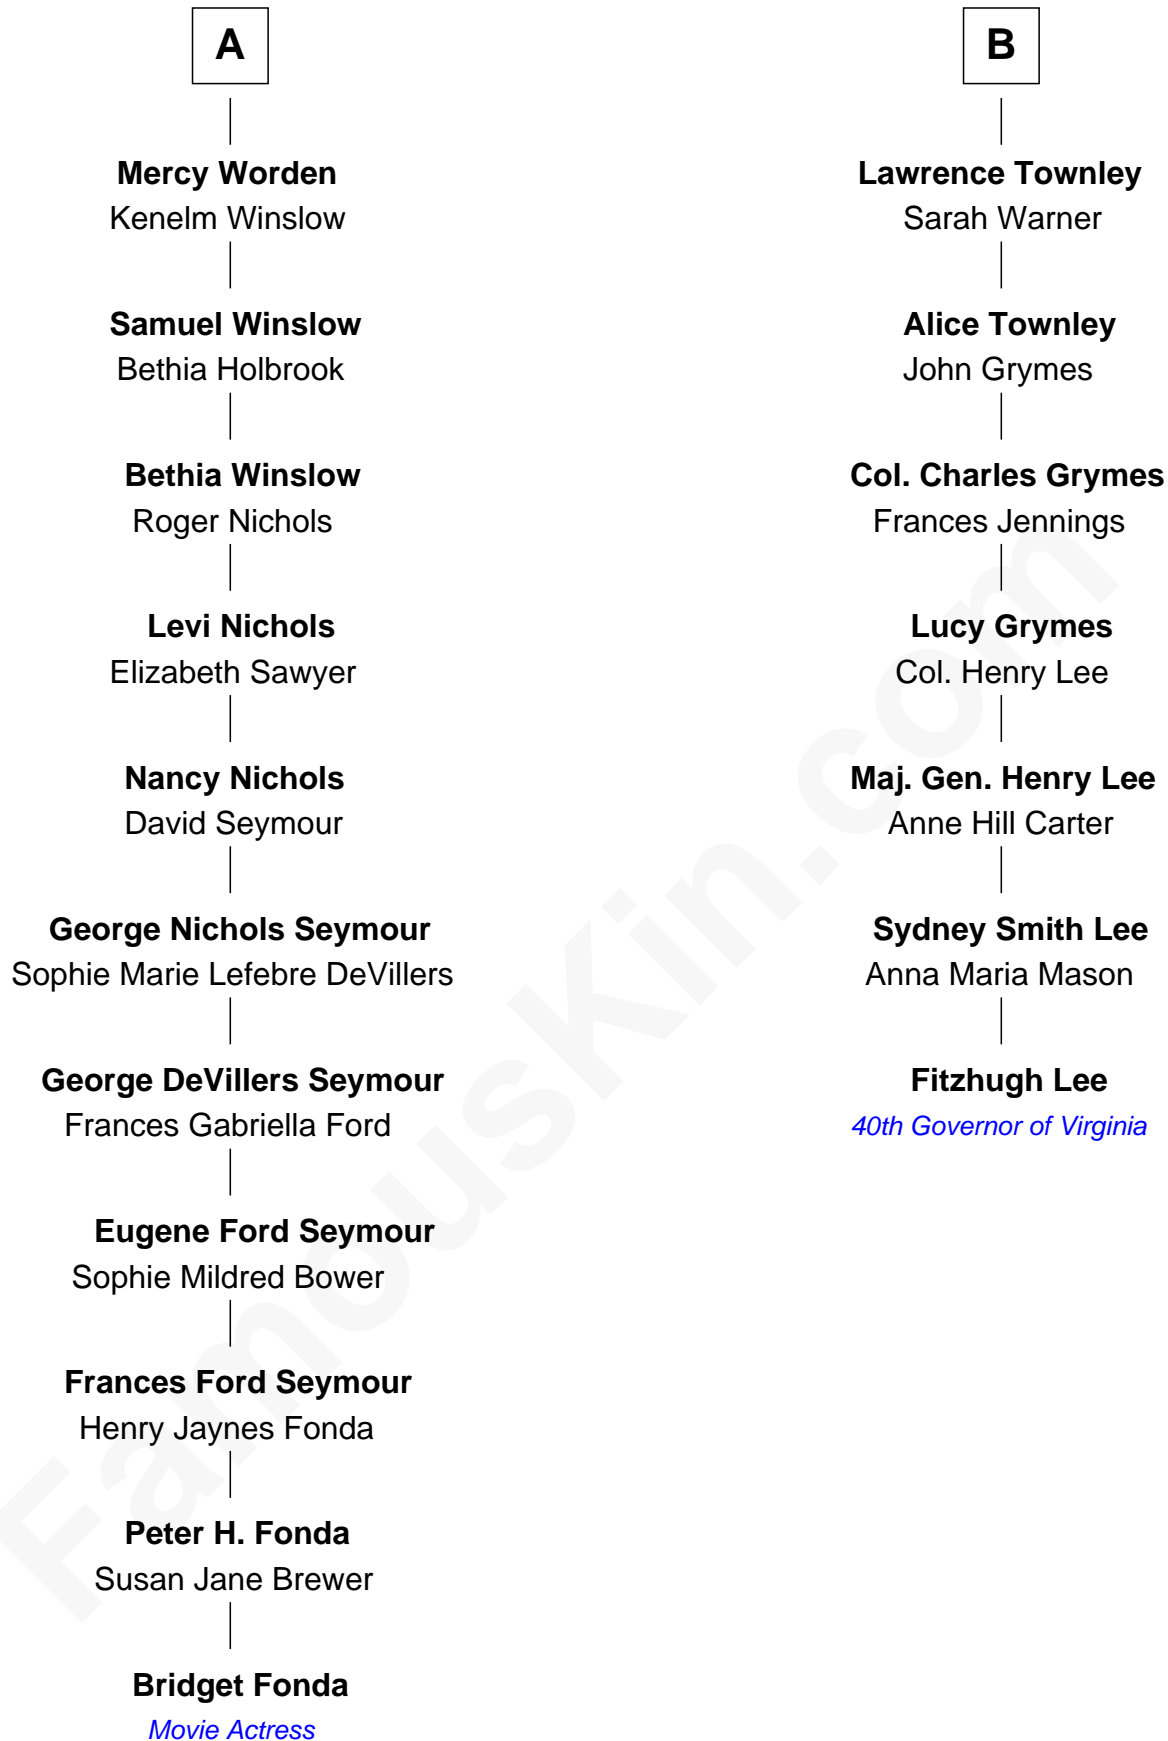 A
Mercy Worden
Kenelm Winslow
Samuel Winslow
Bethia Holbrook
Bethia Winslow
Roger Nichols
Levi Nichols
Elizabeth Sawyer
Nancy Nichols
David Seymour
George Nichols Seymour
Sophie Marie Lefebre DeVillers
George DeVillers Seymour
Frances Gabriella Ford
Eugene Ford Seymour
Sophie Mildred Bower
Frances Ford Seymour
Henry Jaynes Fonda
Peter H. Fonda
Susan Jane Brewer
Bridget Fonda
Movie Actress
B
Lawrence Townley
Sarah Warner
Alice Townley
John Grymes
Col. Charles Grymes
Frances Jennings
Lucy Grymes
Col. Henry Lee
Maj. Gen. Henry Lee
Anne Hill Carter
Sydney Smith Lee
Anna Maria Mason
Fitzhugh Lee
40th Governor of Virginia
FamousKin.com